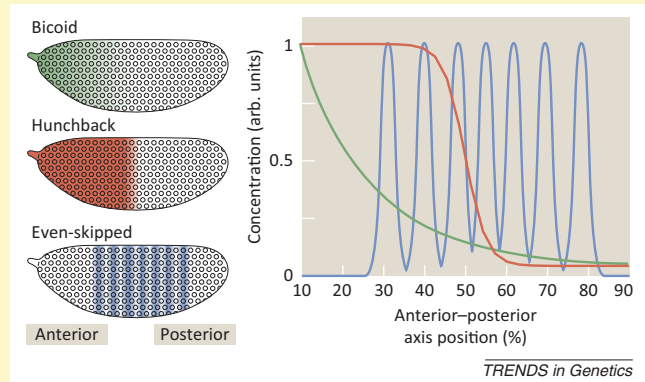 Bicoid
Hunchback
Even-skipped
Anterior
Posterior
Concentration (arb. units)
1
0.5
0
10 20 30 40 50 60 70 80 90
Anterior–posterior
axis position (%)
TRENDS in Genetics